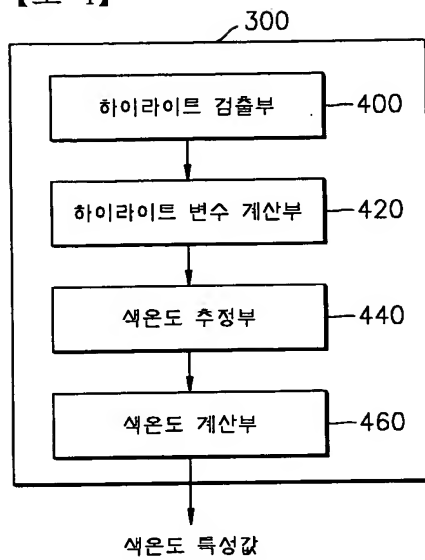 300
하이라이트 검출부 400
하이라이트 변수 계산부 420
색온도 추정부 440
색온도 계산부 460
색온도 특성값